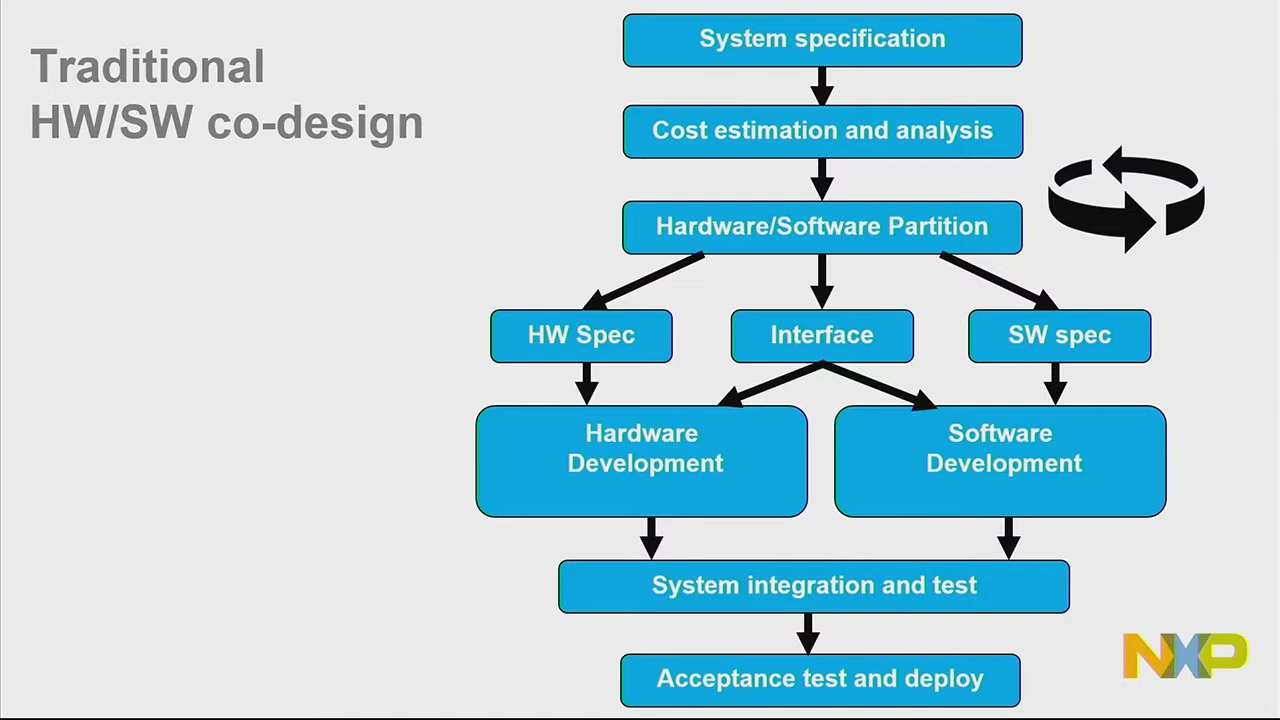 Traditional
HW/SW co-design
System specification
Cost estimation and analysis
Hardware/Software Partition
HW Spec
Interface
SW spec
Hardware
Development
Software
Development
System integration and test
Acceptance test and deploy
NXP